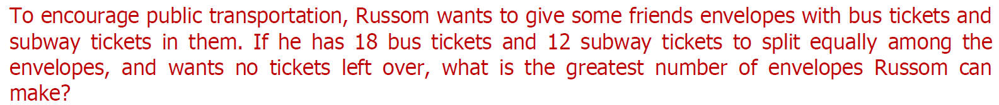 To encourage public transportation, Russom wants to give some friends envelopes with bus tickets and
subway tickets in them. If he has 18 bus tickets and 12 subway tickets to split equally among the
envelopes, and wants no tickets left over, what is the greatest number of envelopes Russom can
make?